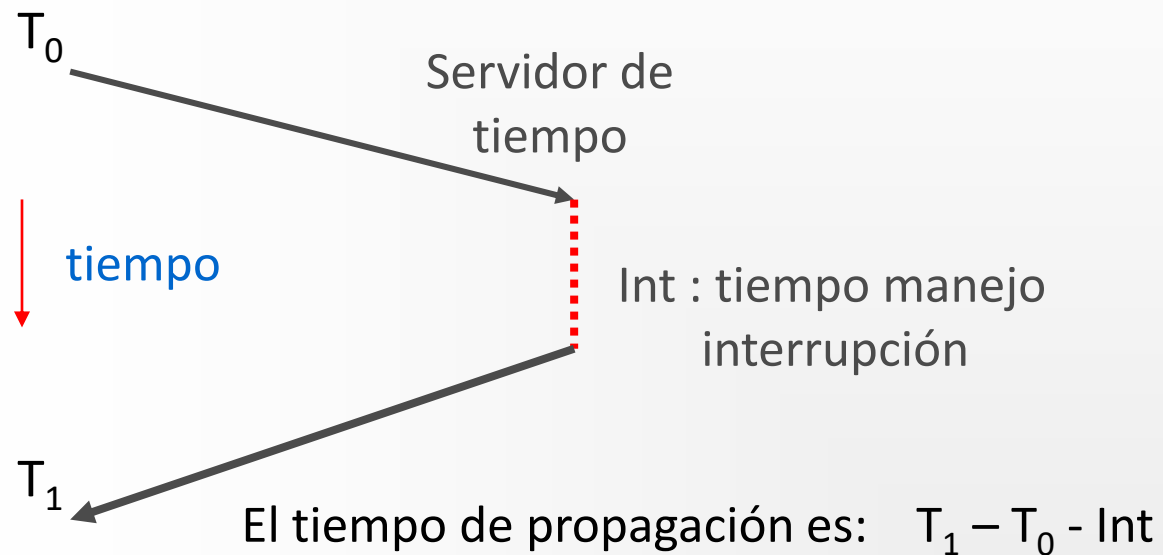 T₀
Servidor de
tiempo
tiempo
Int : tiempo manejo
interrupción
T₁
El tiempo de propagación es: T₁ – T₀ - Int